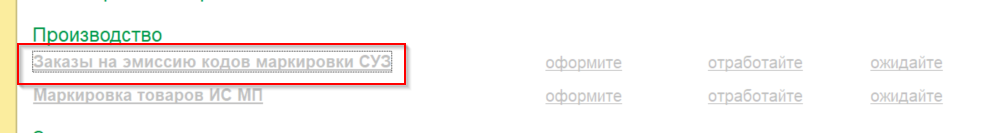 Производство
Заказы на эмиссию кодов маркировки СУЗ оформите отработайте ожидайте
Маркировка товаров ИС МП оформите отработайте ожидайте